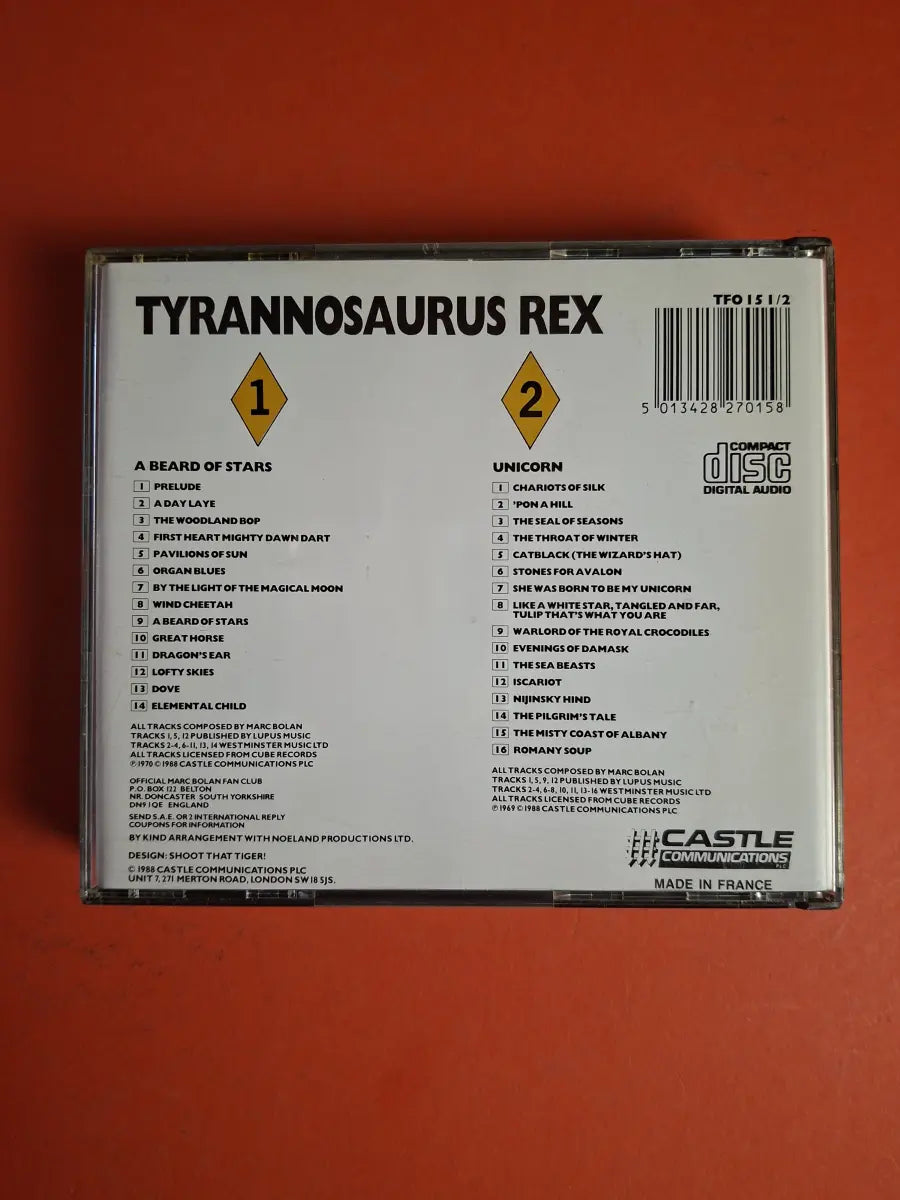 TYRANNOSAURUS REX
TFO 15 1/2
5 013428 270158
COMPACT
disc
DIGITAL AUDIO
1
A BEARD OF STARS
1 PRELUDE
2 A DAY LAYE
3 THE WOODLAND BOP
4 FIRST HEART MIGHTY DAWN DART
5 PAVILIONS OF SUN
6 ORGAN BLUES
7 BY THE LIGHT OF THE MAGICAL MOON
8 WIND CHEETAH
9 A BEARD OF STARS
10 GREAT HORSE
11 DRAGON'S EAR
12 LOFTY SKIES
13 DOVE
14 ELEMENTAL CHILD
ALL TRACKS COMPOSED BY MARC BOLAN
TRACKS 1, 5, 12 PUBLISHED BY LUPUS MUSIC
TRACKS 2-4, 6-11, 13, 14 WESTMINSTER MUSIC LTD
ALL TRACKS LICENSED FROM CUBE RECORDS
℗ 1970 © 1988 CASTLE COMMUNICATIONS PLC
OFFICIAL MARC BOLAN FAN CLUB
P.O. BOX 122 BELTON
NR. DONCASTER SOUTH YORKSHIRE
DN9 1QE ENGLAND
SEND S.A.E. OR 2 INTERNATIONAL REPLY
COUPONS FOR INFORMATION
BY KIND ARRANGEMENT WITH NOELAND PRODUCTIONS LTD.
DESIGN: SHOOT THAT TIGER!
© 1988 CASTLE COMMUNICATIONS PLC
UNIT 7, 271 MERTON ROAD, LONDON SW18 5JS.
2
UNICORN
1 CHARIOTS OF SILK
2 'PON A HILL
3 THE SEAL OF SEASONS
4 THE THROAT OF WINTER
5 CATBLACK (THE WIZARD'S HAT)
6 STONES FOR AVALON
7 SHE WAS BORN TO BE MY UNICORN
8 LIKE A WHITE STAR, TANGLED AND FAR,
TULIP THAT'S WHAT YOU ARE
9 WARLORD OF THE ROYAL CROCODILES
10 EVENINGS OF DAMASK
11 THE SEA BEASTS
12 ISCARIOT
13 NIJINSKY HIND
14 THE PILGRIM'S TALE
15 THE MISTY COAST OF ALBANY
16 ROMANY SOUP
ALL TRACKS COMPOSED BY MARC BOLAN
TRACKS 1, 5, 9, 12 PUBLISHED BY LUPUS MUSIC
TRACKS 2-4, 6-8, 10, 11, 13-16 WESTMINSTER MUSIC LTD
ALL TRACKS LICENSED FROM CUBE RECORDS
℗ 1969 © 1988 CASTLE COMMUNICATIONS PLC
CASTLE
COMMUNICATIONS
PLC
MADE IN FRANCE